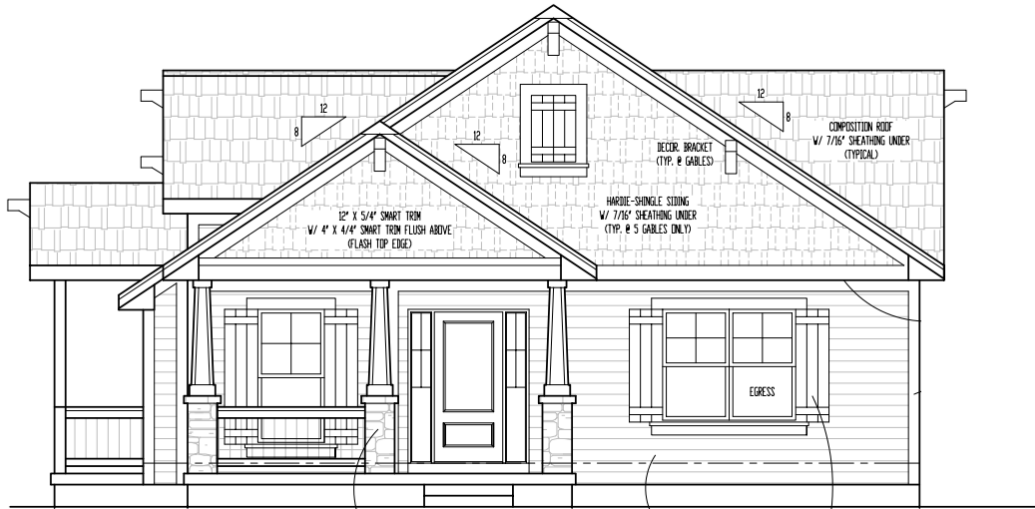 12
8
12
8
12
8
COMPOSITION ROOF
W/ 7/16" SHEATHING UNDER
(TYPICAL)
DECOR. BRACKET
(TYP. @ GABLES)
HARDIE-SHINGLE SIDING
W/ 7/16" SHEATHING UNDER
(TYP. @ 5 GABLES ONLY)
12" X 5/4" SMART TRIM
W/ 4" X 4/4" SMART TRIM FLUSH ABOVE
(FLASH TOP EDGE)
EGRESS